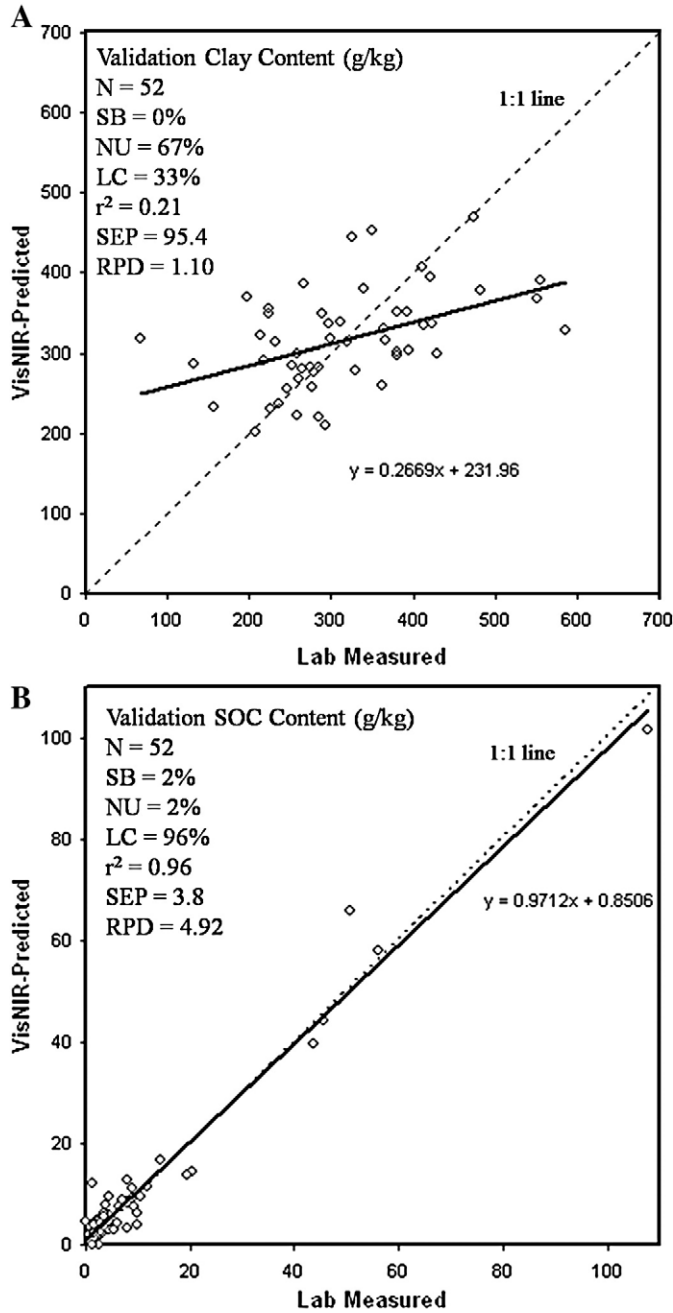 A
700
600
500
400
300
200
100
0
VisNIR-Predicted
Validation Clay Content (g/kg)
N = 52
SB = 0%
NU = 67%
LC = 33%
r² = 0.21
SEP = 95.4
RPD = 1.10
1:1 line
y = 0.2669x + 231.96
0 100 200 300 400 500 600 700
Lab Measured
B
100
80
60
40
20
0
VisNIR-Predicted
Validation SOC Content (g/kg)
N = 52
SB = 2%
NU = 2%
LC = 96%
r² = 0.96
SEP = 3.8
RPD = 4.92
1:1 line
y = 0.9712x + 0.8506
0 20 40 60 80 100
Lab Measured